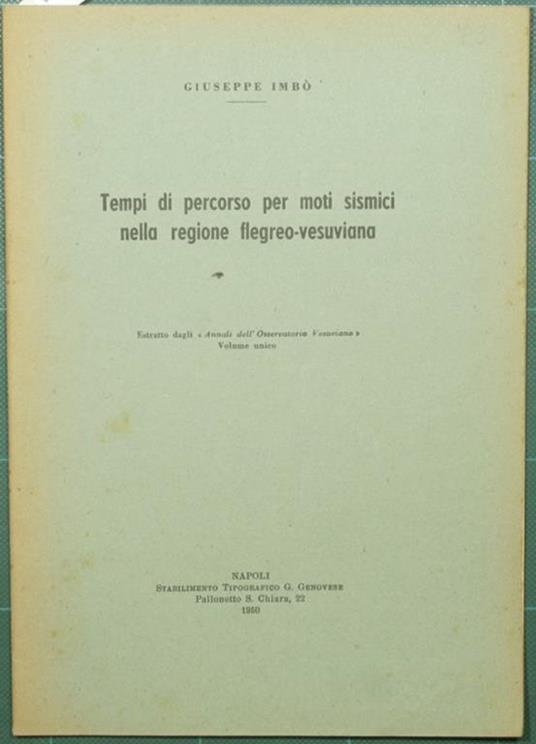 GIUSEPPE IMBÒ
Tempi di percorso per moti sismici
nella regione flegreo-vesuviana
Estratto dagli « Annali dell'Osservatorio Vesuviano »
Volume unico
NAPOLI
STABILIMENTO TIPOGRAFICO G. GENOVESE
Pallonetto S. Chiara, 22
1950